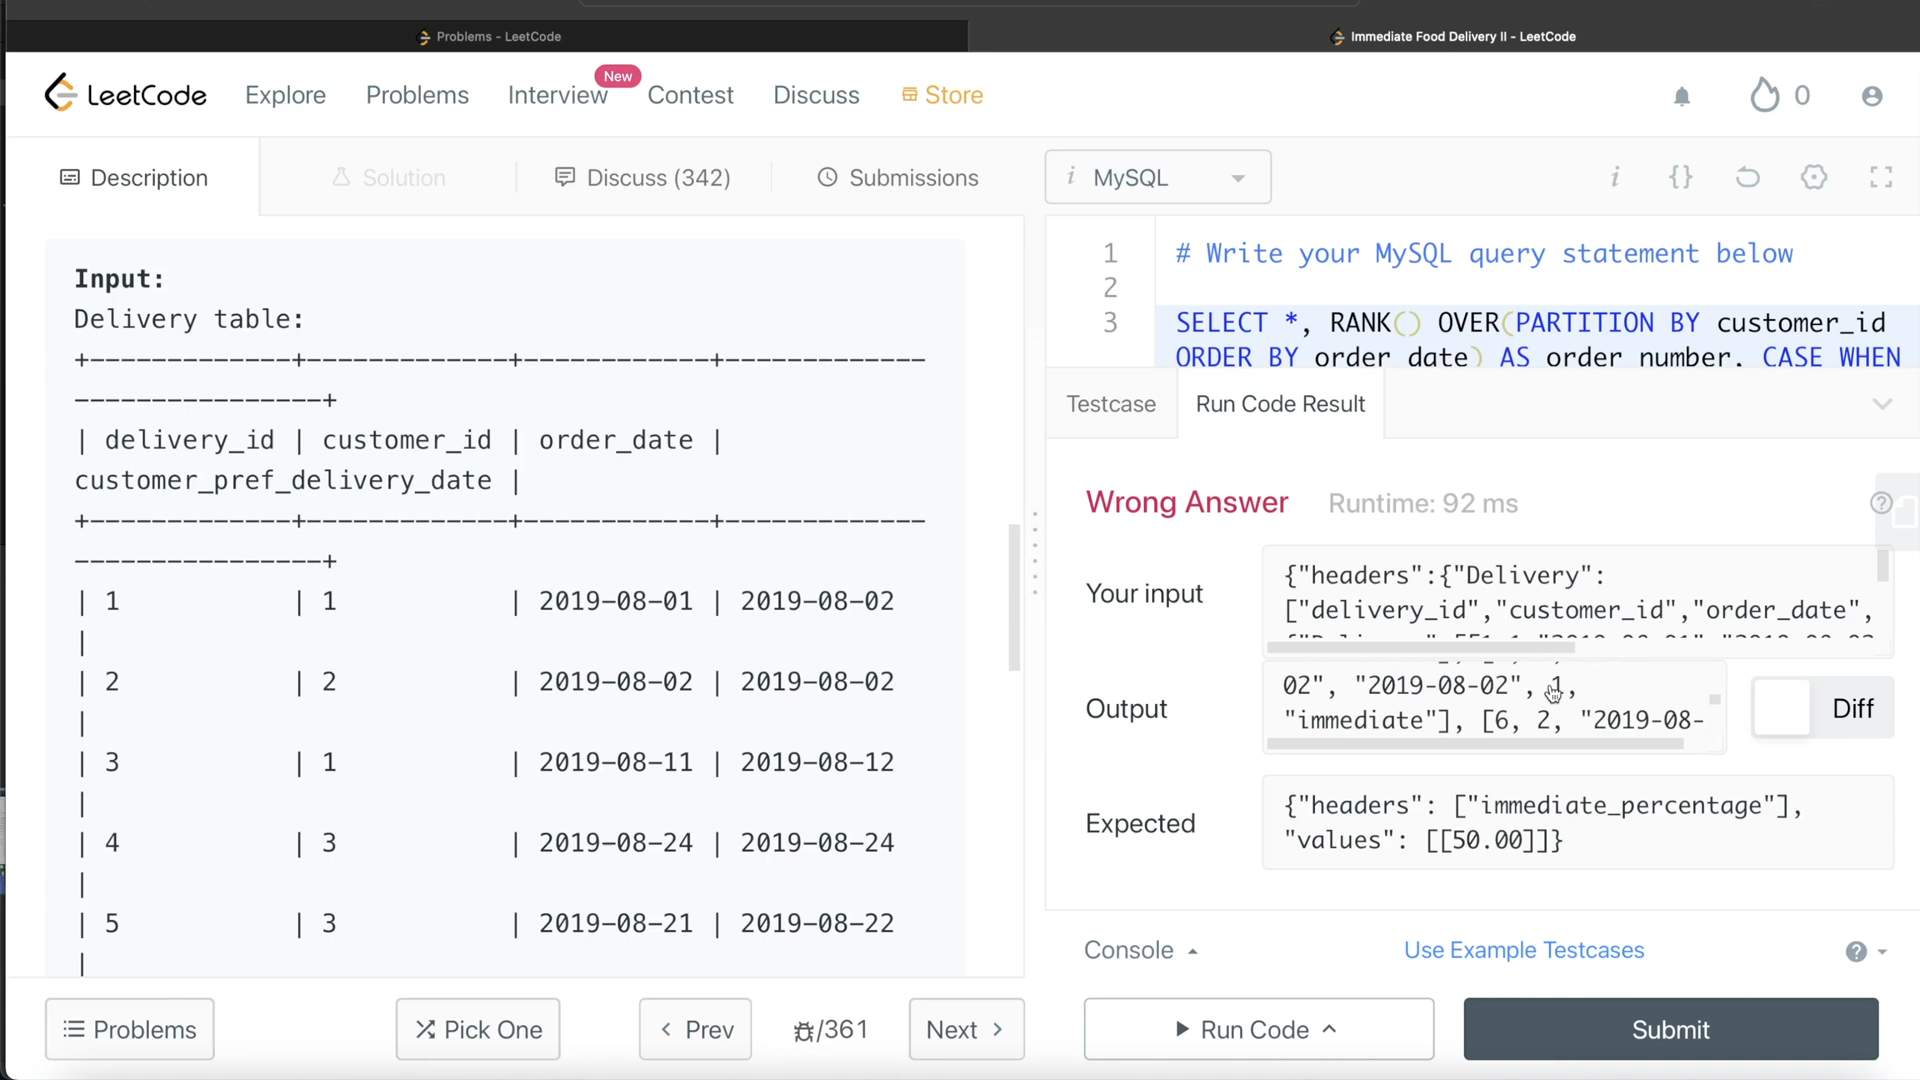 Problems - LeetCode
Immediate Food Delivery II - LeetCode
LeetCode
Explore
Problems
Interview
New
Contest
Discuss
Store
0
Description
Solution
Discuss (342)
Submissions
i MySQL
i {}
Input:
Delivery table:
+-------------+-------------+------------+-------------
----------------+
| delivery_id | customer_id | order_date |
customer_pref_delivery_date |
+-------------+-------------+------------+-------------
----------------+
| 1 | 1 | 2019-08-01 | 2019-08-02
|
| 2 | 2 | 2019-08-02 | 2019-08-02
|
| 3 | 1 | 2019-08-11 | 2019-08-12
|
| 4 | 3 | 2019-08-24 | 2019-08-24
|
| 5 | 3 | 2019-08-21 | 2019-08-22
|
1 # Write your MySQL query statement below
2
3 SELECT *, RANK() OVER(PARTITION BY customer_id
ORDER BY order_date) AS order_number, CASE WHEN
Testcase
Run Code Result
Wrong Answer
Runtime: 92 ms
Your input
{"headers":{"Delivery":
["delivery_id","customer_id","order_date",
Output
02", "2019-08-02", 1,
"immediate"], [6, 2, "2019-08-
Diff
Expected
{"headers": ["immediate_percentage"],
"values": [[50.00]]}
Console
Use Example Testcases
Problems
Pick One
Prev
/361
Next
Run Code
Submit